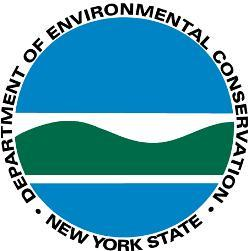 DEPARTMENT OF ENVIRONMENTAL CONSERVATION
• NEW YORK STATE •